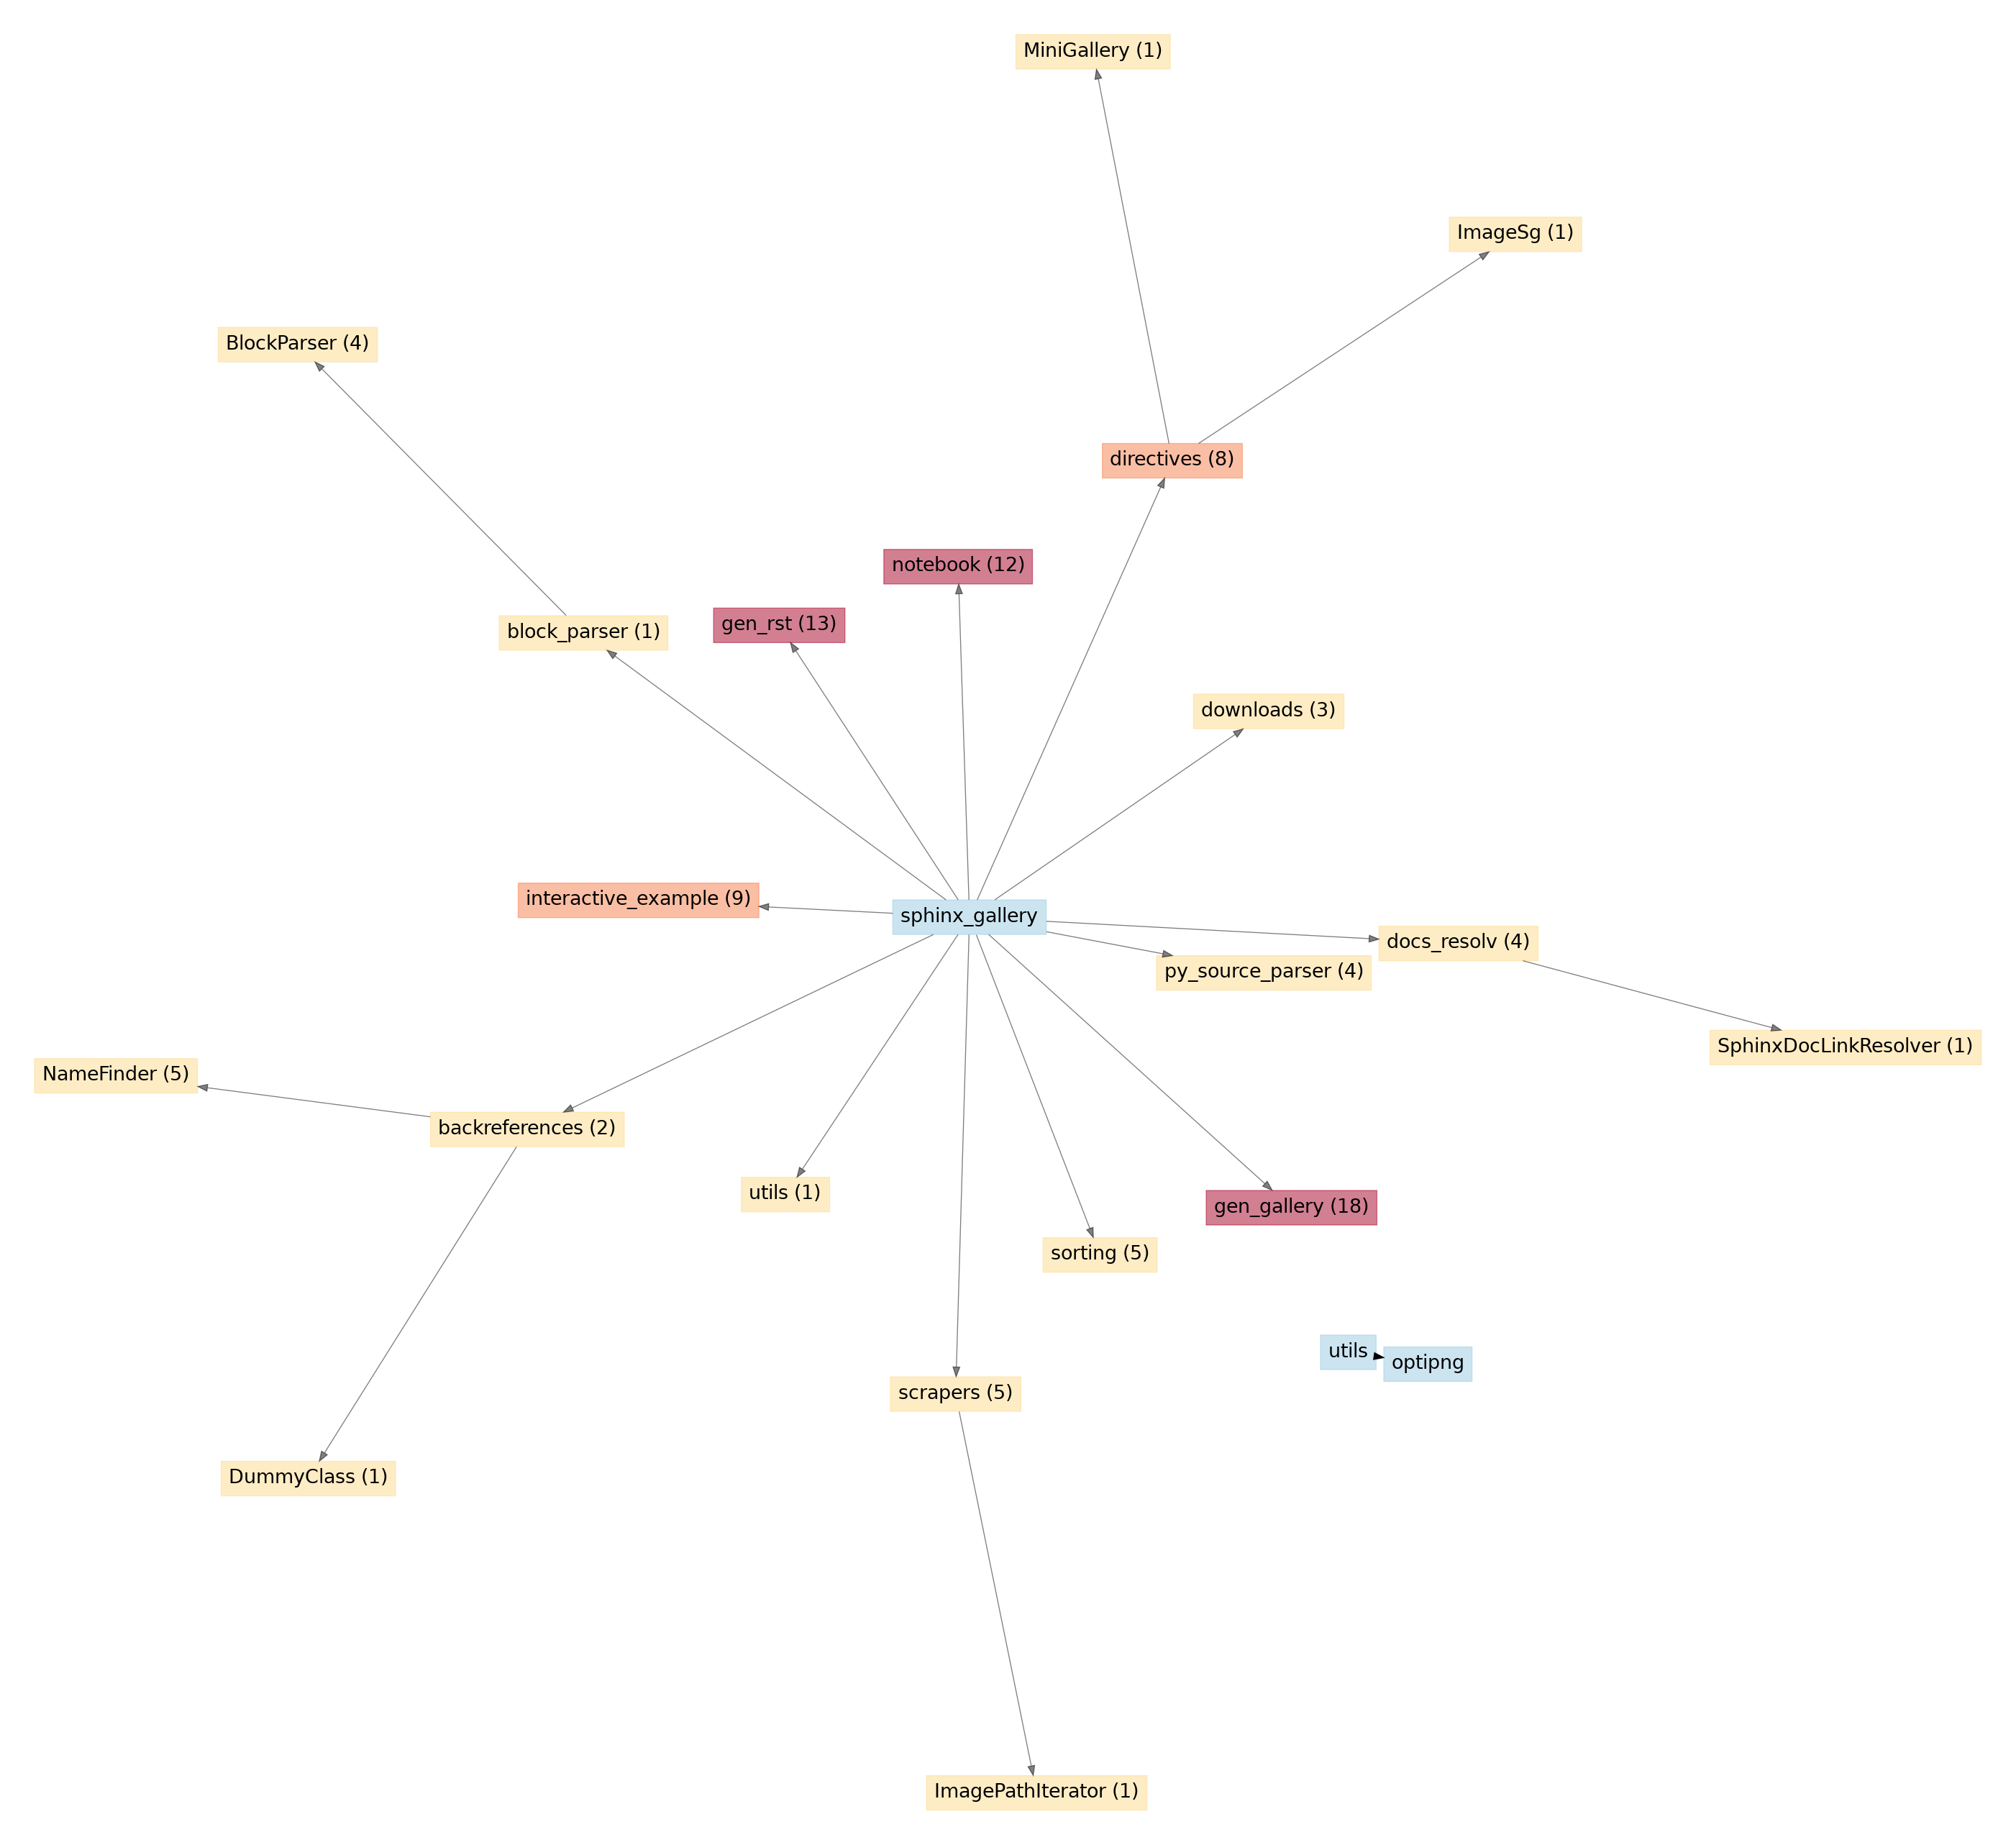 MiniGallery (1)
ImageSg (1)
BlockParser (4)
directives (8)
notebook (12)
gen_rst (13)
block_parser (1)
downloads (3)
interactive_example (9)
sphinx_gallery
docs_resolv (4)
py_source_parser (4)
SphinxDocLinkResolver (1)
NameFinder (5)
backreferences (2)
utils (1)
gen_gallery (18)
sorting (5)
utils
optipng
scrapers (5)
DummyClass (1)
ImagePathIterator (1)